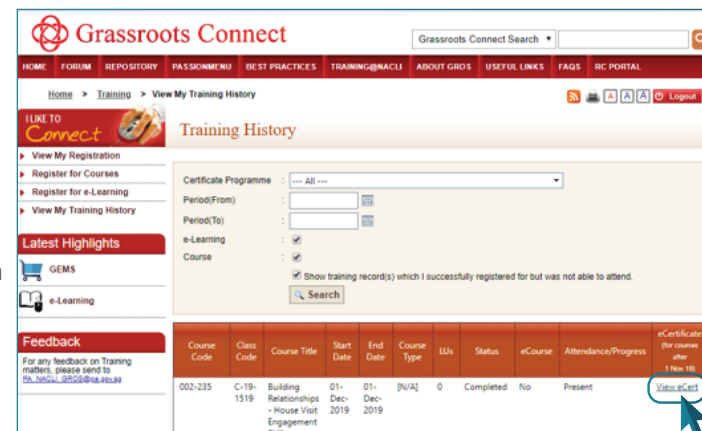 Grassroots Connect
Grassroots Connect Search
HOME FORUM REPOSITORY PASSIONMENU BEST PRACTICES TRAINING@NACLI ABOUT GROS USEFUL LINKS FAQS RC PORTAL
Home > Training > View My Training History
A A A Logout
I LIKE TO
Connect
View My Registration
Register for Courses
Register for e-Learning
View My Training History
Latest Highlights
GEMS
e-Learning
Feedback
For any feedback on Training
matters, please send to
PA_NACLI_GROS@pa.gov.sg
Training History
Certificate Programme : --- All ---
Period(From) :
Period(To) :
e-Learning :
Course :
Show training record(s) which I successfully registered for but was not able to attend.
Search
Course Code Class Code Course Title Start Date End Date Course Type LUs Status eCourse Attendance/Progress eCertificate (for courses after 1 Nov 19)
002-235 C-19-1519 Building Relationships - House Visit Engagement 01-Dec-2019 01-Dec-2019 [N/A] 0 Completed No Present View eCert